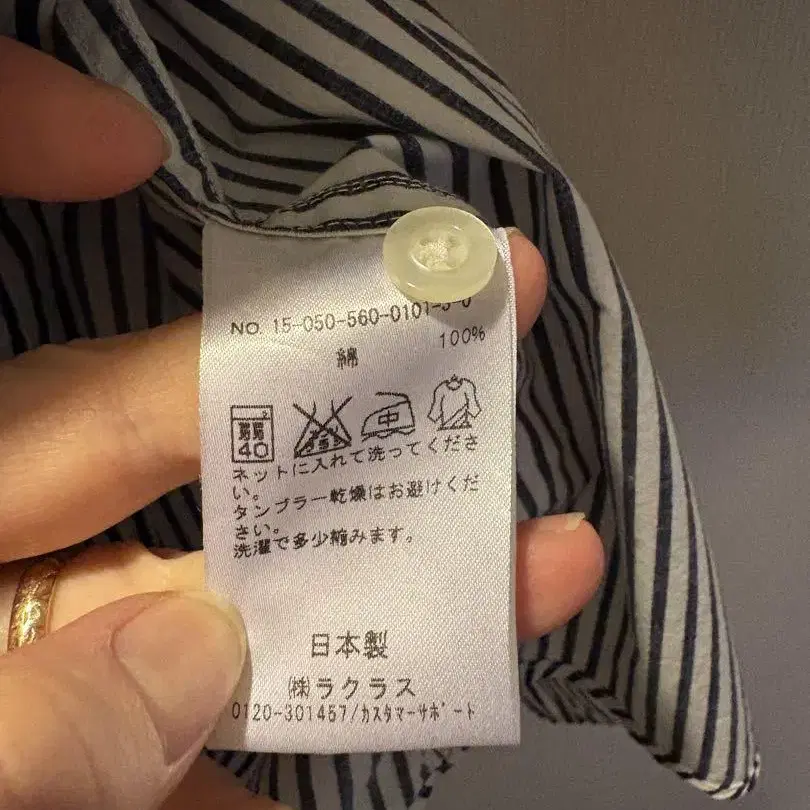 NO. 15-050-560-0101-3-0
綿 100%
40
中
ネットに入れて洗ってくださ
い。
タンブラー乾燥はお避けくだ
さい。
洗濯で多少縮みます。
日本製
㈱ラクラス
0120-301457/ｶｽﾀﾏｰｻﾎﾟｰﾄ